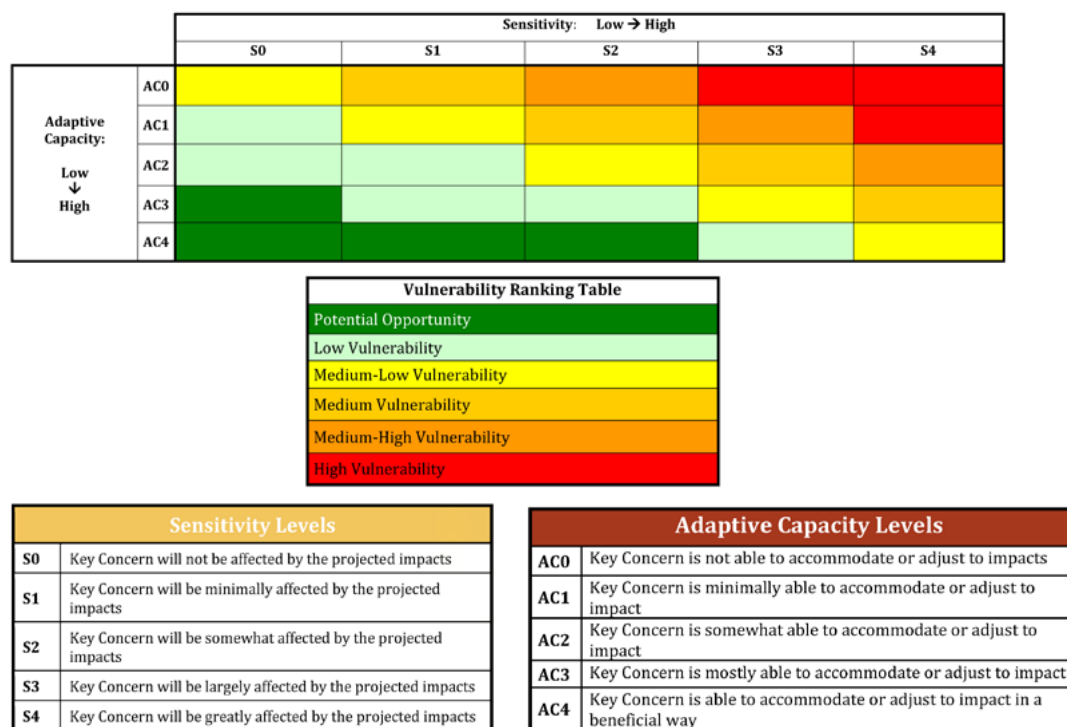 Sensitivity: Low → High
S0 S1 S2 S3 S4
Adaptive
Capacity:
Low
↓
High
AC0
AC1
AC2
AC3
AC4
Vulnerability Ranking Table
Potential Opportunity
Low Vulnerability
Medium-Low Vulnerability
Medium Vulnerability
Medium-High Vulnerability
High Vulnerability
Sensitivity Levels
S0 Key Concern will not be affected by the projected impacts
S1 Key Concern will be minimally affected by the projected
impacts
S2 Key Concern will be somewhat affected by the projected
impacts
S3 Key Concern will be largely affected by the projected impacts
S4 Key Concern will be greatly affected by the projected impacts
Adaptive Capacity Levels
AC0 Key Concern is not able to accommodate or adjust to impacts
AC1 Key Concern is minimally able to accommodate or adjust to
impact
AC2 Key Concern is somewhat able to accommodate or adjust to
impact
AC3 Key Concern is mostly able to accommodate or adjust to impact
AC4 Key Concern is able to accommodate or adjust to impact in a
beneficial way